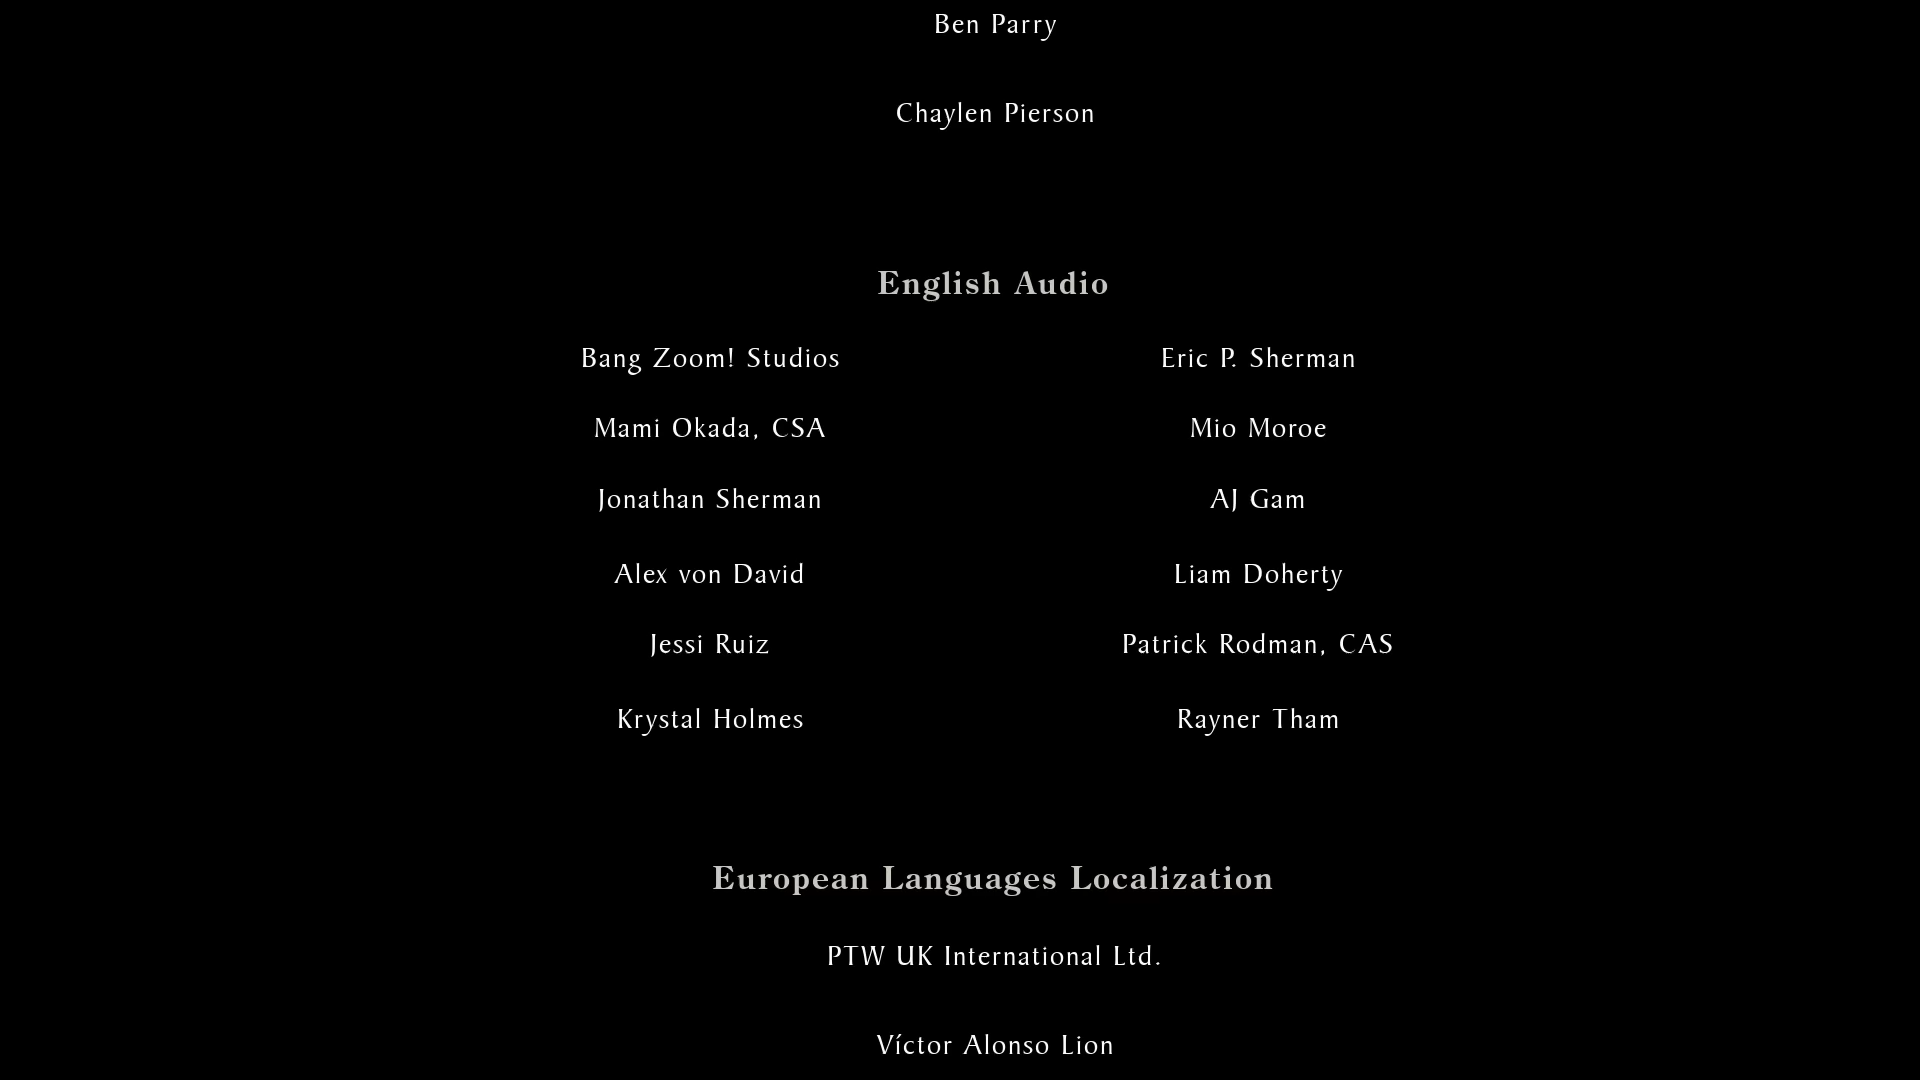 Ben Parry
Chaylen Pierson
English Audio
Bang Zoom! Studios Eric P. Sherman
Mami Okada, CSA Mio Moroe
Jonathan Sherman AJ Gam
Alex von David Liam Doherty
Jessi Ruiz Patrick Rodman, CAS
Krystal Holmes Rayner Tham
European Languages Localization
PTW UK International Ltd.
Víctor Alonso Lion